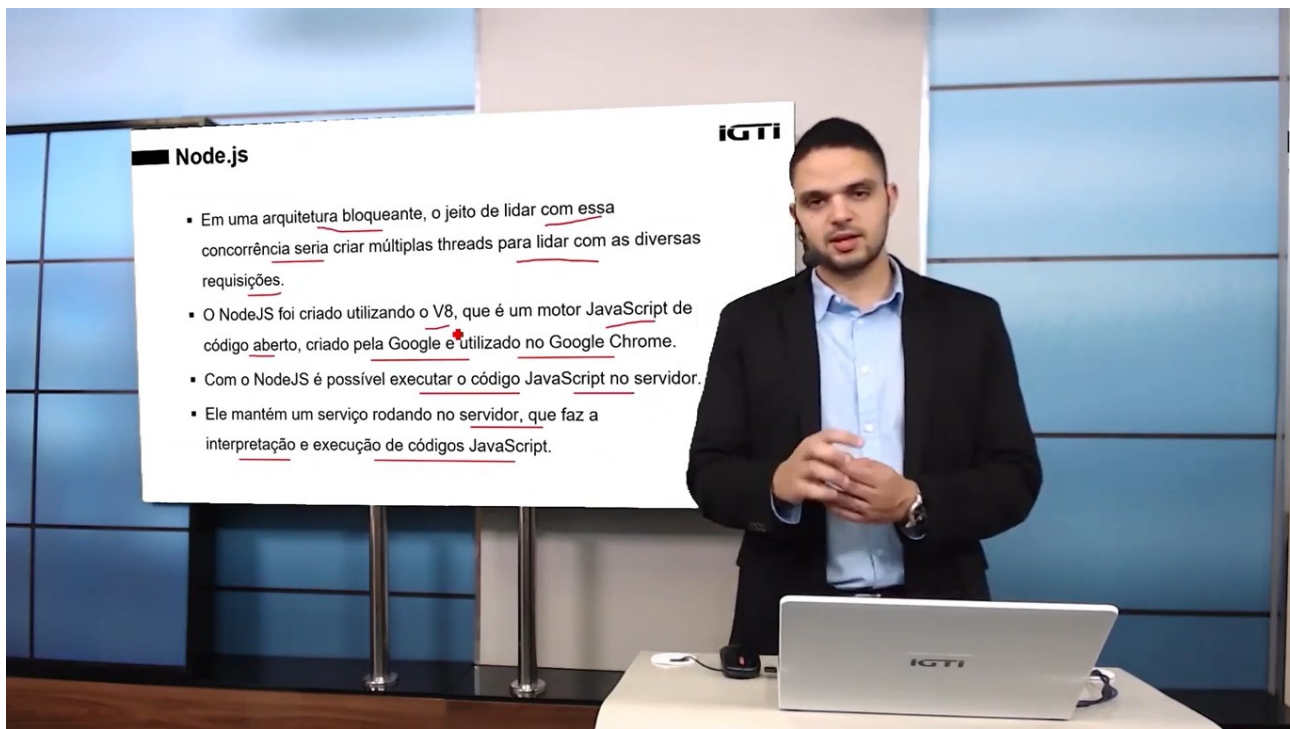 iGTi
Node.js
▪ Em uma arquitetura bloqueante, o jeito de lidar com essa
concorrência seria criar múltiplas threads para lidar com as diversas
requisições.
▪ O NodeJS foi criado utilizando o V8, que é um motor JavaScript de
código aberto, criado pela Google e utilizado no Google Chrome.
▪ Com o NodeJS é possível executar o código JavaScript no servidor.
▪ Ele mantém um serviço rodando no servidor, que faz a
interpretação e execução de códigos JavaScript.
iGTi